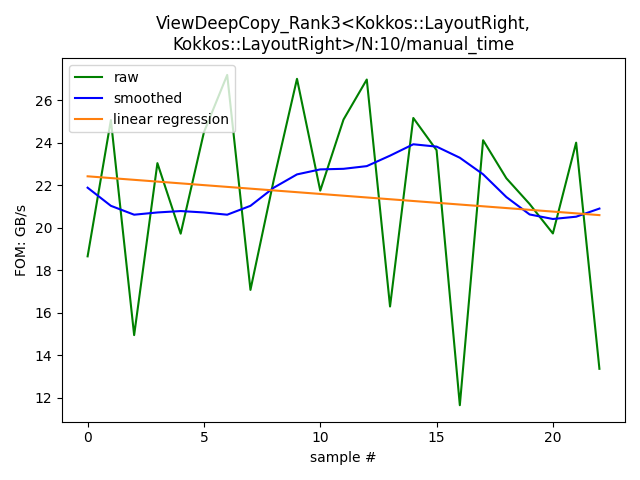 ViewDeepCopy_Rank3<Kokkos::LayoutRight,
Kokkos::LayoutRight>/N:10/manual_time
raw
smoothed
linear regression
FOM: GB/s
26
24
22
20
18
16
14
12
0
5
10
15
20
sample #